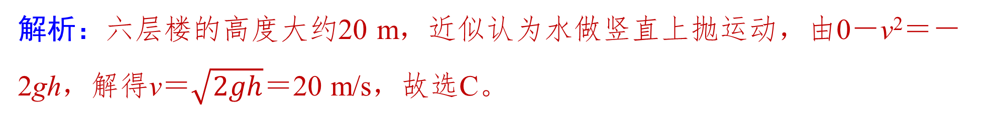 解析：六层楼的高度大约20 m，近似认为水做竖直上抛运动，由0－v²＝－
2gh，解得v＝√2gh＝20 m/s，故选C。